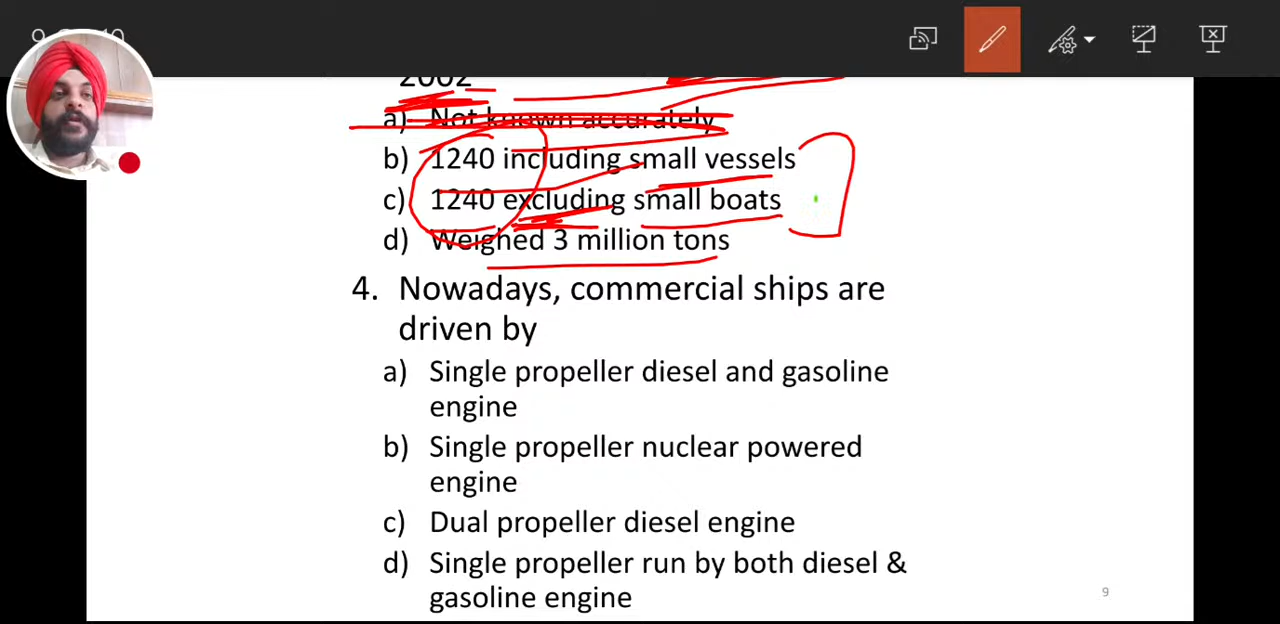 2002
a) Not known accurately
b) 1240 including small vessels
c) 1240 excluding small boats
d) Weighed 3 million tons
4. Nowadays, commercial ships are
driven by
a) Single propeller diesel and gasoline
engine
b) Single propeller nuclear powered
engine
c) Dual propeller diesel engine
d) Single propeller run by both diesel &
gasoline engine
9